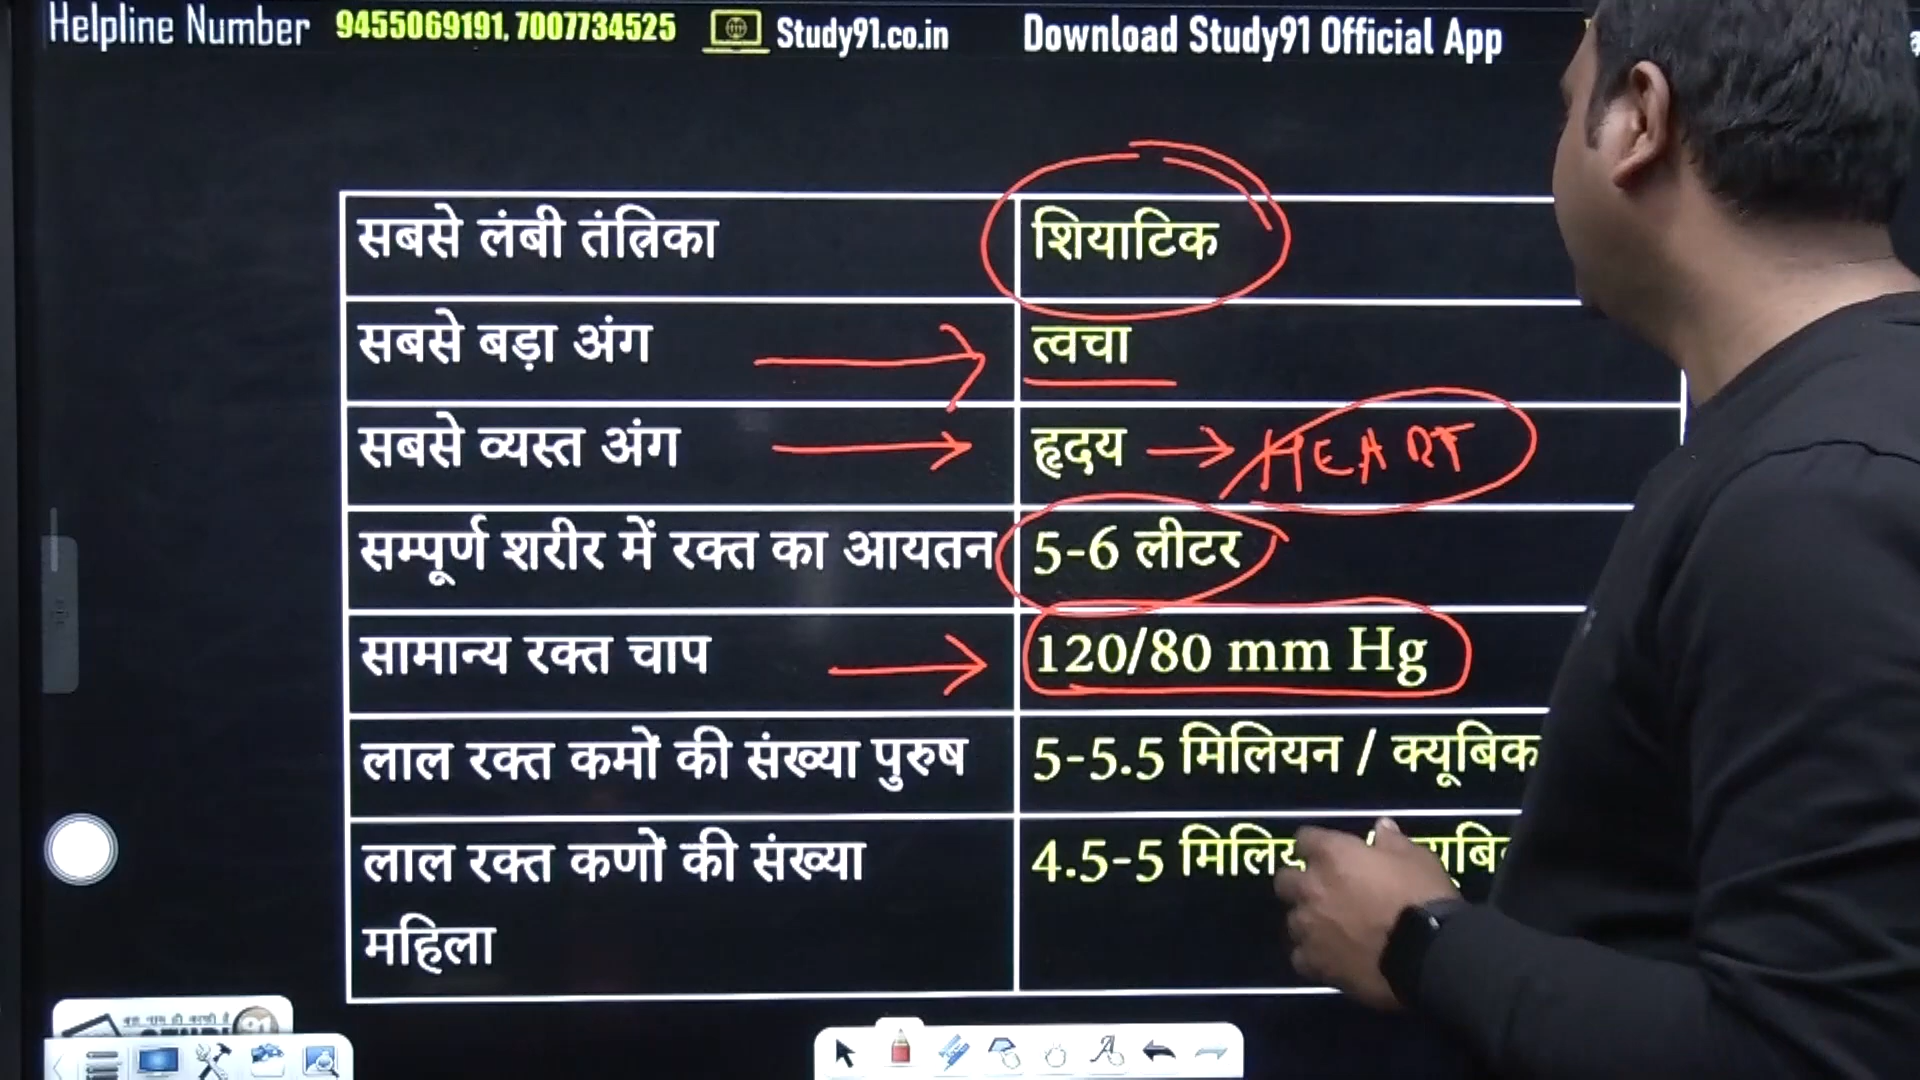 Helpline Number 9455069191, 7007734525 Study91.co.in Download Study91 Official App
सबसे लंबी तंत्रिका शियाटिक
सबसे बड़ा अंग त्वचा
सबसे व्यस्त अंग हृदय → HEART
सम्पूर्ण शरीर में रक्त का आयतन 5-6 लीटर
सामान्य रक्त चाप 120/80 mm Hg
लाल रक्त कमों की संख्या पुरुष 5-5.5 मिलियन / क्यूबिक
लाल रक्त कणों की संख्या 4.5-5
महिला
91